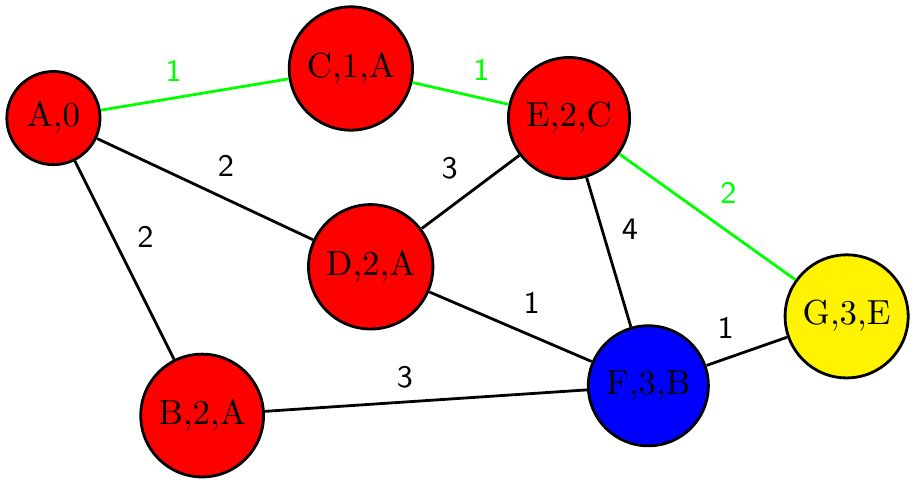 C,1,A
1
1
A,0
E,2,C
2
3
2
2
4
D,2,A
1
G,3,E
1
3
F,3,B
B,2,A